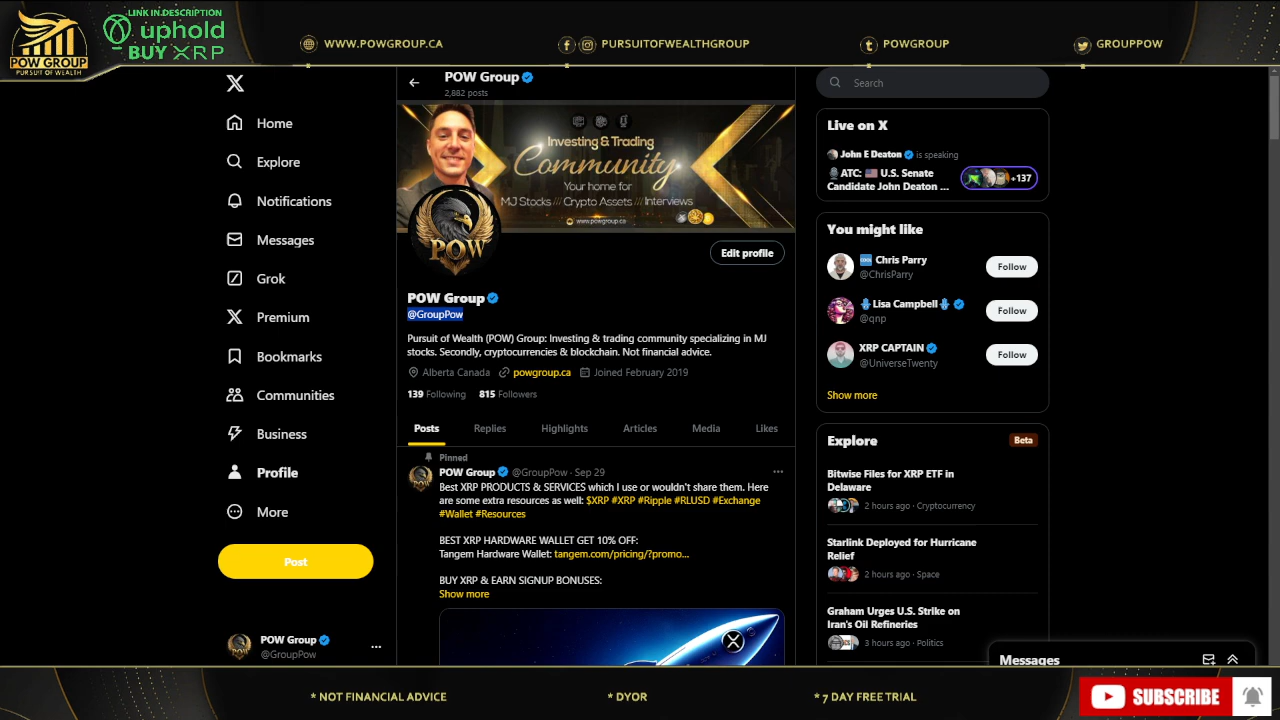 LINK IN DESCRIPTION
uphold
BUY XRP
POW GROUP
PURSUIT OF WEALTH
WWW.POWGROUP.CA
PURSUITOFWEALTHGROUP
POWGROUP
GROUPPOW
Home
Explore
Notifications
Messages
Grok
Premium
Bookmarks
Communities
Business
Profile
More
Post
POW Group
@GroupPow
POW Group
2,882 posts
Investing & Trading
Community
Your home for
MJ Stocks // Crypto Assets // Interviews
www.powgroup.ca
POW
Edit profile
POW Group
@GroupPow
Pursuit of Wealth (POW) Group: Investing & trading community specializing in MJ
stocks. Secondly, cryptocurrencies & blockchain. Not financial advice.
Alberta Canada powgroup.ca Joined February 2019
139 Following 815 Followers
Posts Replies Highlights Articles Media Likes
Pinned
POW Group @GroupPow · Sep 29
Best XRP PRODUCTS & SERVICES which I use or wouldn't share them. Here
are some extra resources as well: $XRP #XRP #Ripple #RLUSD #Exchange
#Wallet #Resources
BEST XRP HARDWARE WALLET GET 10% OFF:
Tangem Hardware Wallet: tangem.com/pricing/?promo...
BUY XRP & EARN SIGNUP BONUSES:
Show more
Search
Live on X
John E Deaton is speaking
ATC: U.S. Senate
Candidate John Deaton ...
+137
You might like
Chris Parry
@ChrisParry
Follow
Lisa Campbell
@qnp
Follow
XRP CAPTAIN
@UniverseTwenty
Follow
Show more
Explore
Beta
Bitwise Files for XRP ETF in
Delaware
2 hours ago · Cryptocurrency
Starlink Deployed for Hurricane
Relief
2 hours ago · Space
Graham Urges U.S. Strike on
Iran's Oil Refineries
3 hours ago · Politics
Messages
* NOT FINANCIAL ADVICE
* DYOR
* 7 DAY FREE TRIAL
SUBSCRIBE